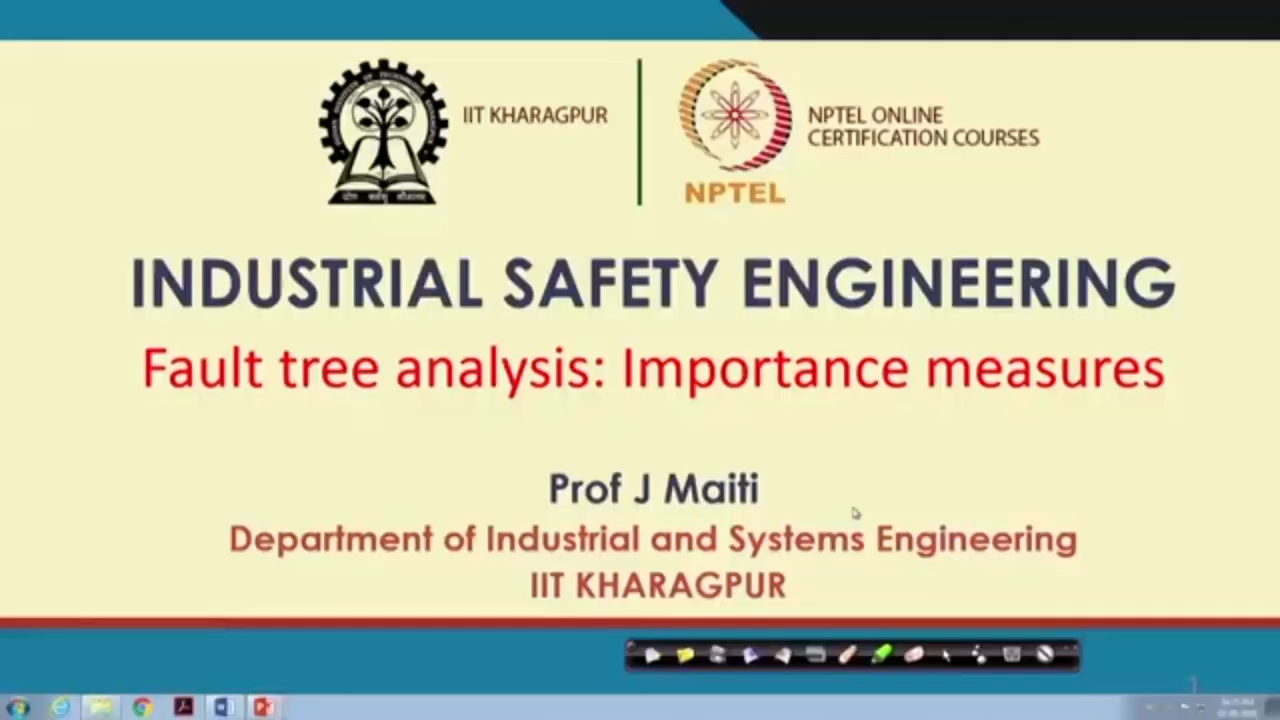 IIT KHARAGPUR
NPTEL ONLINE
CERTIFICATION COURSES
NPTEL
INDUSTRIAL SAFETY ENGINEERING
Fault tree analysis: Importance measures
Prof J Maiti
Department of Industrial and Systems Engineering
IIT KHARAGPUR
1